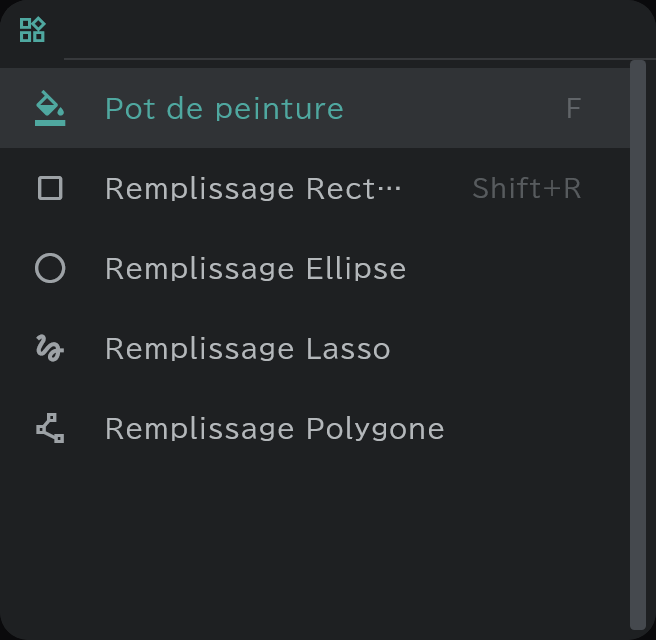 Pot de peinture F
Remplissage Rect… Shift+R
Remplissage Ellipse
Remplissage Lasso
Remplissage Polygone